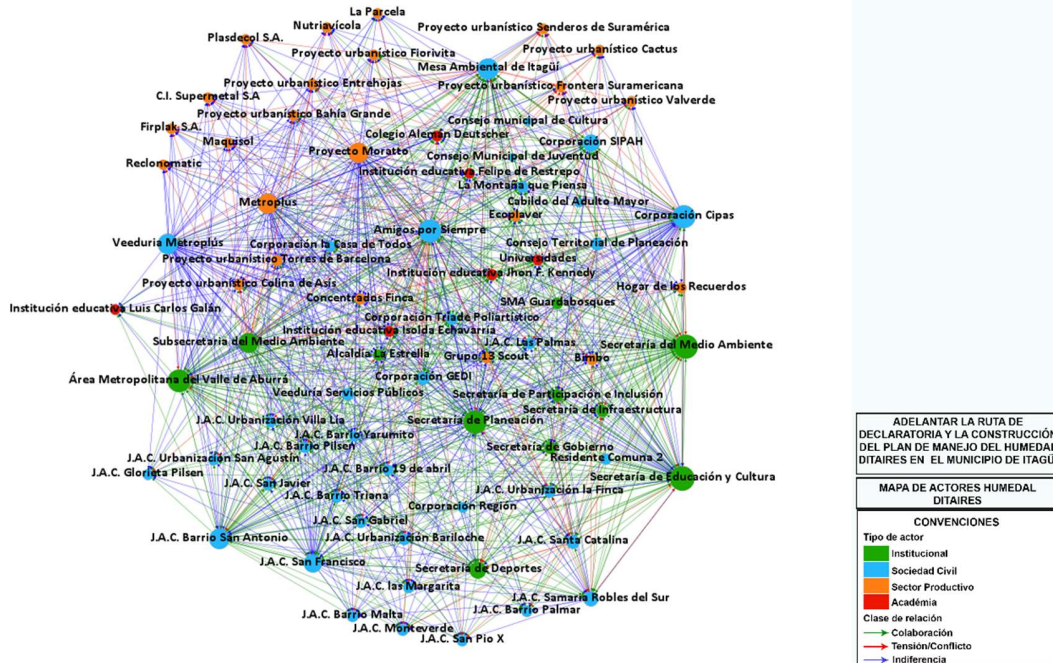 La Parcela
Nutriavícola
Proyecto urbanístico Senderos de Suramérica
Plasdecol S.A.
Proyecto urbanístico Cactus
Proyecto urbanístico Fiorivita
Mesa Ambiental de Itagüí
Proyecto urbanístico Entrehojas
Proyecto urbanístico Frontera Suramericana
C.I. Supermetal S.A
Proyecto urbanístico Valverde
Proyecto urbanístico Bahía Grande
Consejo municipal de Cultura
Firplak S.A.
Colegio Alemán Deutscher
Maquisol
Corporación SIPAH
Proyecto Moratto
Consejo Municipal de Juventud
Reclonomatic
Institución educativa Felipe de Restrepo
La Montaña que Piensa
Metroplus
Cabildo del Adulto Mayor
Ecoplaver
Corporación Cipas
Amigos por Siempre
Veeduria Metroplús
Corporación la Casa de Todos
Consejo Territorial de Planeación
Proyecto urbanístico Torres de Barcelona
Universidades
Institución educativa Jhon F. Kennedy
Proyecto urbanístico Colina de Asis
Hogar de los Recuerdos
Concentrados Finca
SMA Guardabosques
Institución educativa Luis Carlos Galán
Corporación Triade Poliartístico
Institución educativa Isolda Echavarria
Subsecretaria del Medio Ambiente
J.A.C. Las Palmas
Secretaría del Medio Ambiente
Alcaldía La Estrella
Grupo 13 Scout
Bimbo
Área Metropolitana del Valle de Aburrá
Corporación GEDI
Veeduria Servicios Públicos
Secretaría de Participación e Inclusión
Secretaria de Infraestructura
J.A.C. Urbanización Villa Lia
Secretaría de Planeación
J.A.C. Barrio Yarumito
J.A.C. Barrio Pilsen
Secretaría de Gobierno
J.A.C. Urbanización San Agustín
Residente Comuna 2
J.A.C. Glorieta Pilsen
J.A.C. Barrio 19 de abril
Secretaria de Educación y Cultura
J.A.C. San Javier
J.A.C. Urbanización la Finca
J.A.C. Barrio Triana
Corporación Región
J.A.C. San Gabriel
J.A.C. Barrio San Antonio
J.A.C. Urbanización Bariloche
J.A.C. Santa Catalina
J.A.C. San Francisco
Secretaría de Deportes
J.A.C. las Margarita
J.A.C. Samaria Robles del Sur
J.A.C. Barrio Palmar
J.A.C. Barrio Malta
J.A.C. Monteverde
J.A.C. San Pio X
ADELANTAR LA RUTA DE
DECLARATORIA Y LA CONSTRUCCIÓN
DEL PLAN DE MANEJO DEL HUMEDAL
DITAIRES EN EL MUNICIPIO DE ITAGÜÍ
MAPA DE ACTORES HUMEDAL
DITAIRES
CONVENCIONES
Tipo de actor
Institucional
Sociedad Civil
Sector Productivo
Académia
Clase de relación
Colaboración
Tensión/Conflicto
Indiferencia